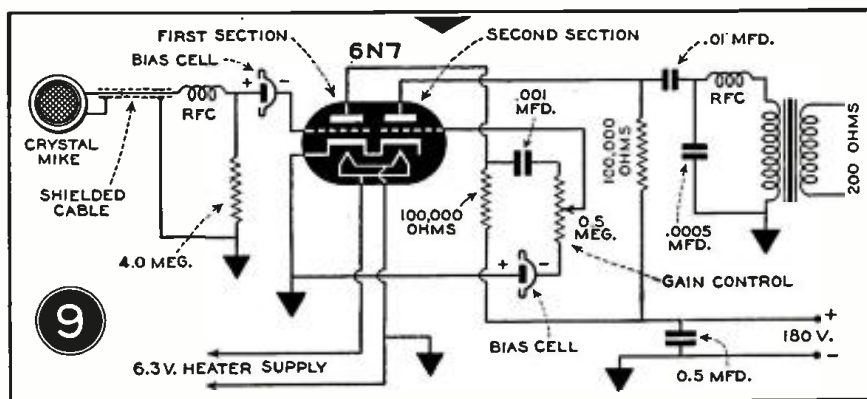 BIAS CELL
+
-
FIRST SECTION
6N7
SECOND SECTION
.01 MFD.
RFC
RFC
CRYSTAL
MIKE
SHIELDED
CABLE
4.0 MEG.
.001
MFD.
100,000
OHMS
0.5
MEG.
100,000
OHMS
.0005
MFD.
200 OHMS
GAIN CONTROL
+
-
BIAS CELL
9
6.3 V. HEATER SUPPLY
+
180 V.
-
0.5 MFD.